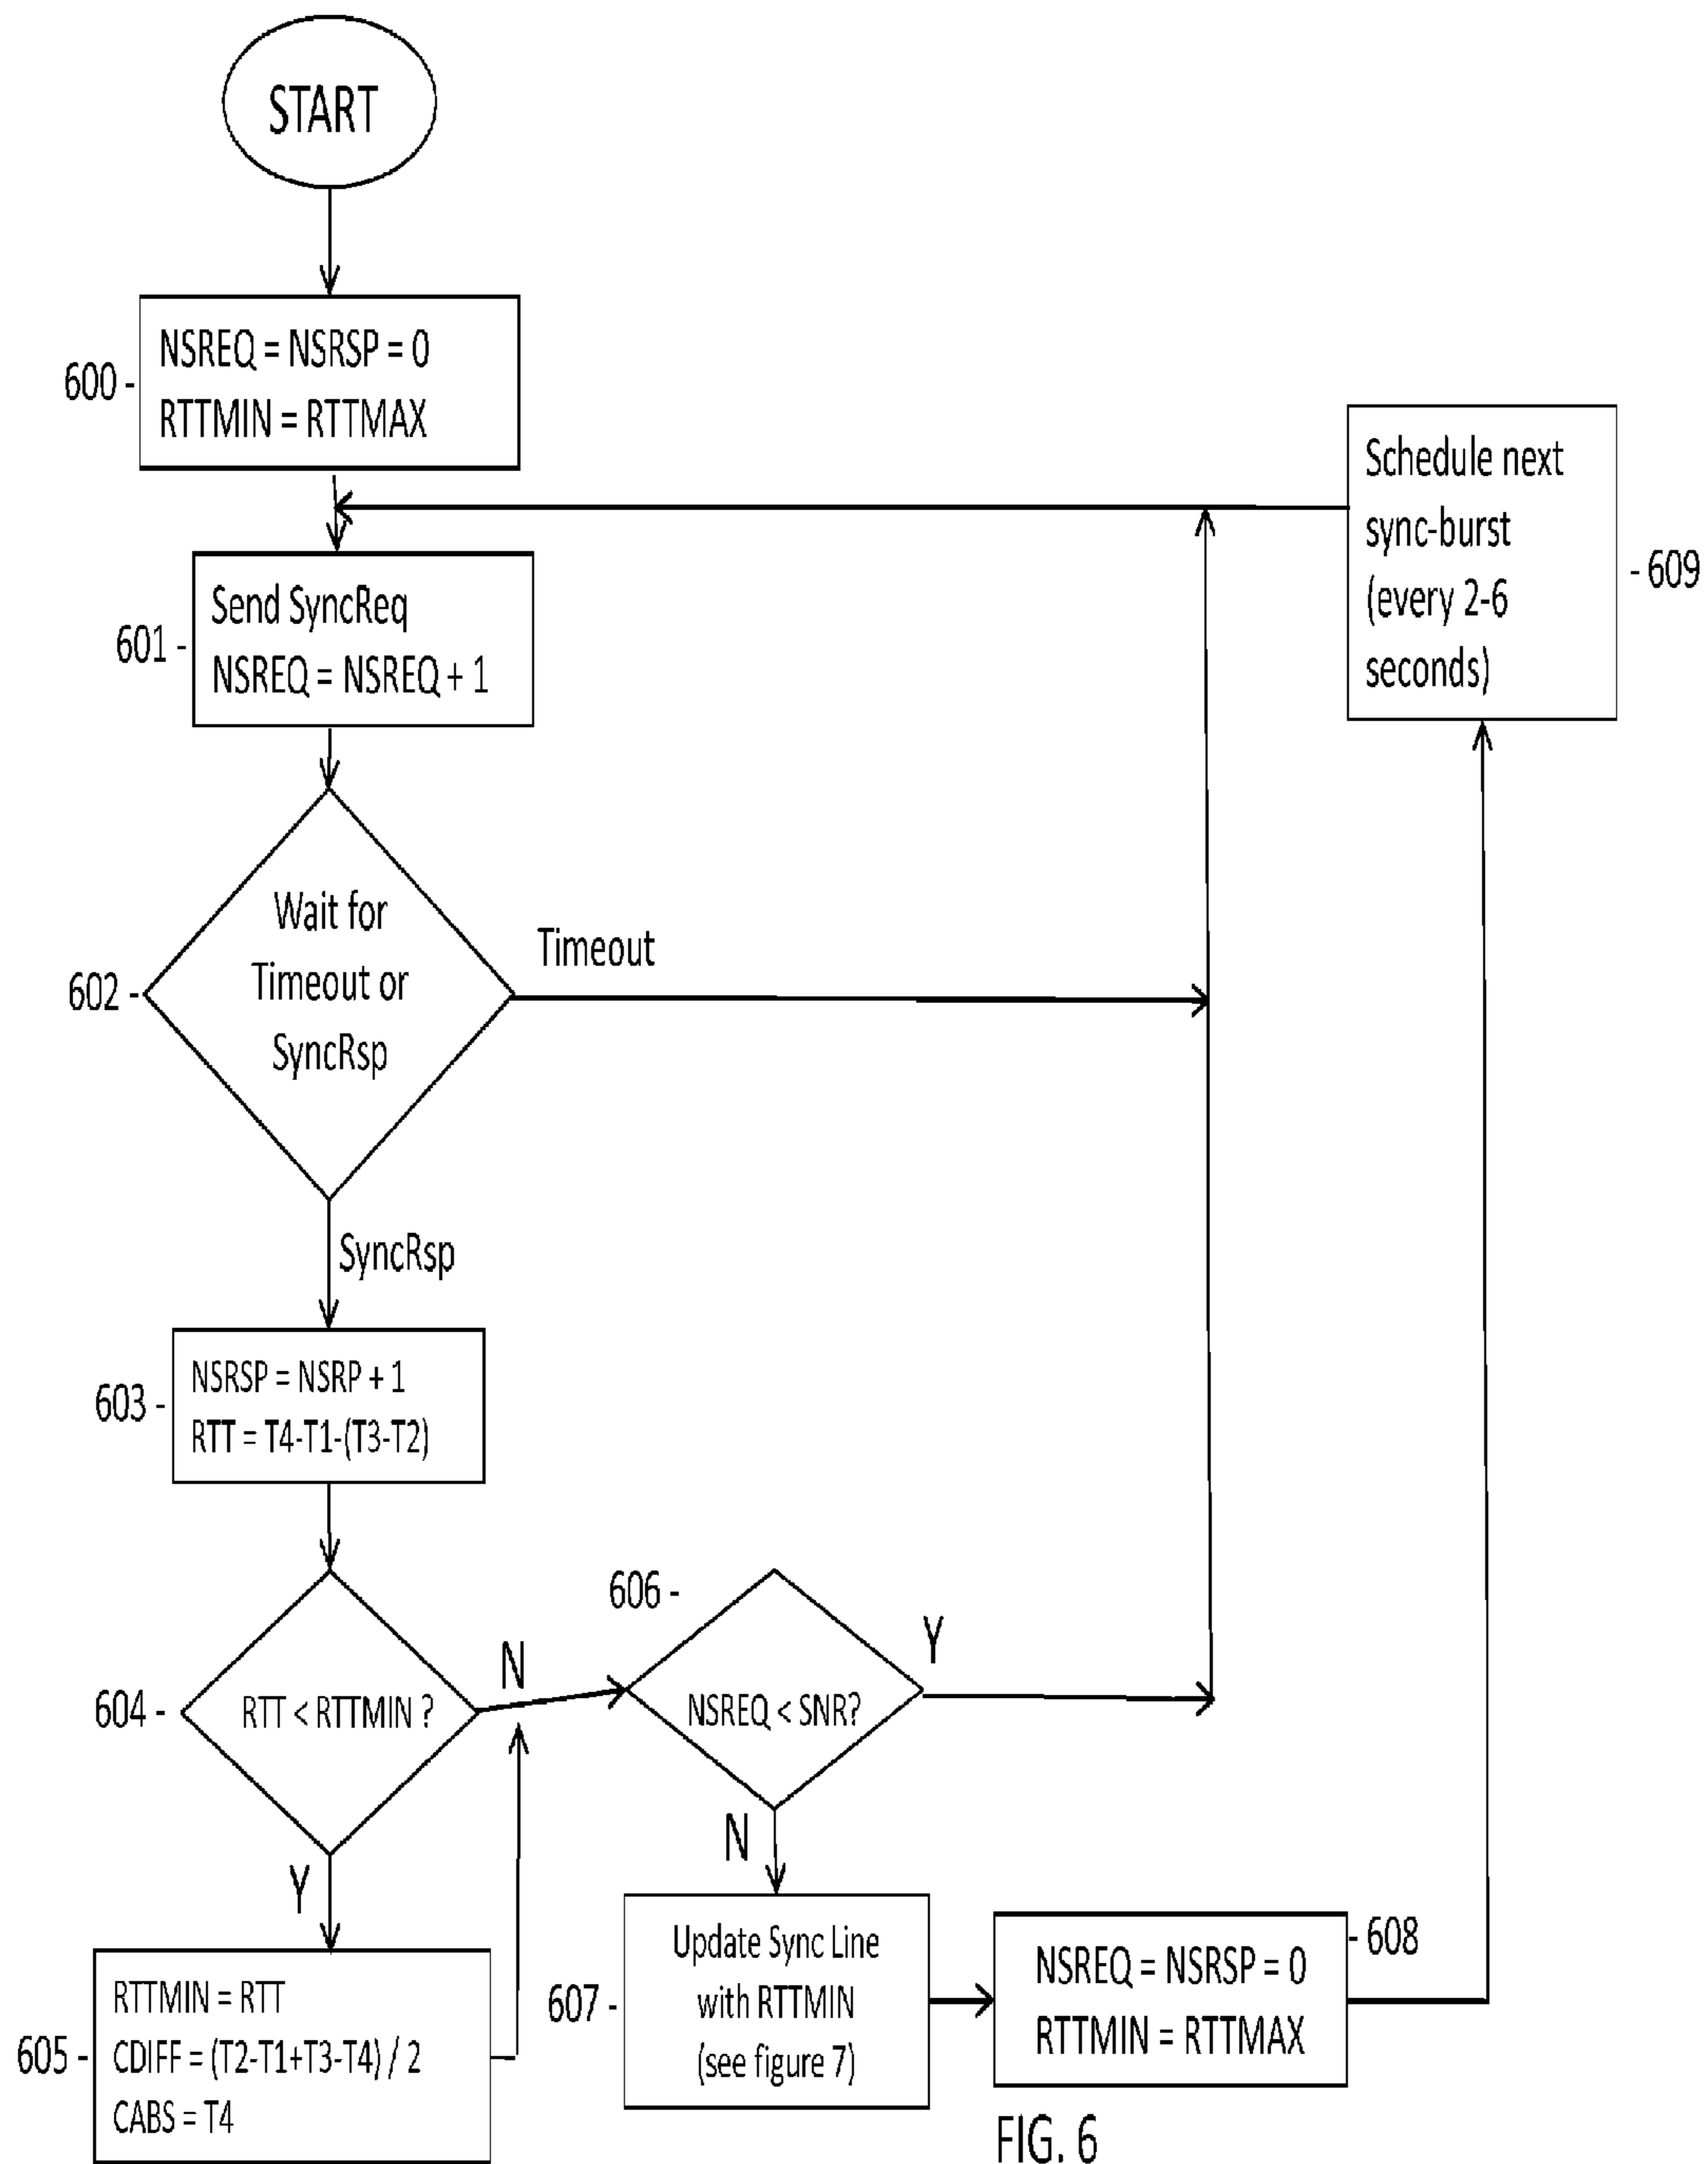 START
600 -
NSREQ = NSRSP = 0
RTTMIN = RTTMAX
Schedule next
sync-burst
(every 2-6
seconds)
- 609
601 -
Send SyncReq
NSREQ = NSREQ + 1
602 -
Wait for
Timeout or
SyncRsp
Timeout
SyncRsp
603 -
NSRSP = NSRP + 1
RTT = T4-T1-(T3-T2)
604 -
RTT < RTTMIN ?
N
Y
606 -
NSREQ < SNR?
Y
N
605 -
RTTMIN = RTT
CDIFF = (T2-T1+T3-T4) / 2
CABS = T4
607 -
Update Sync Line
with RTTMIN
(see figure 7)
- 608
NSREQ = NSRSP = 0
RTTMIN = RTTMAX
FIG. 6